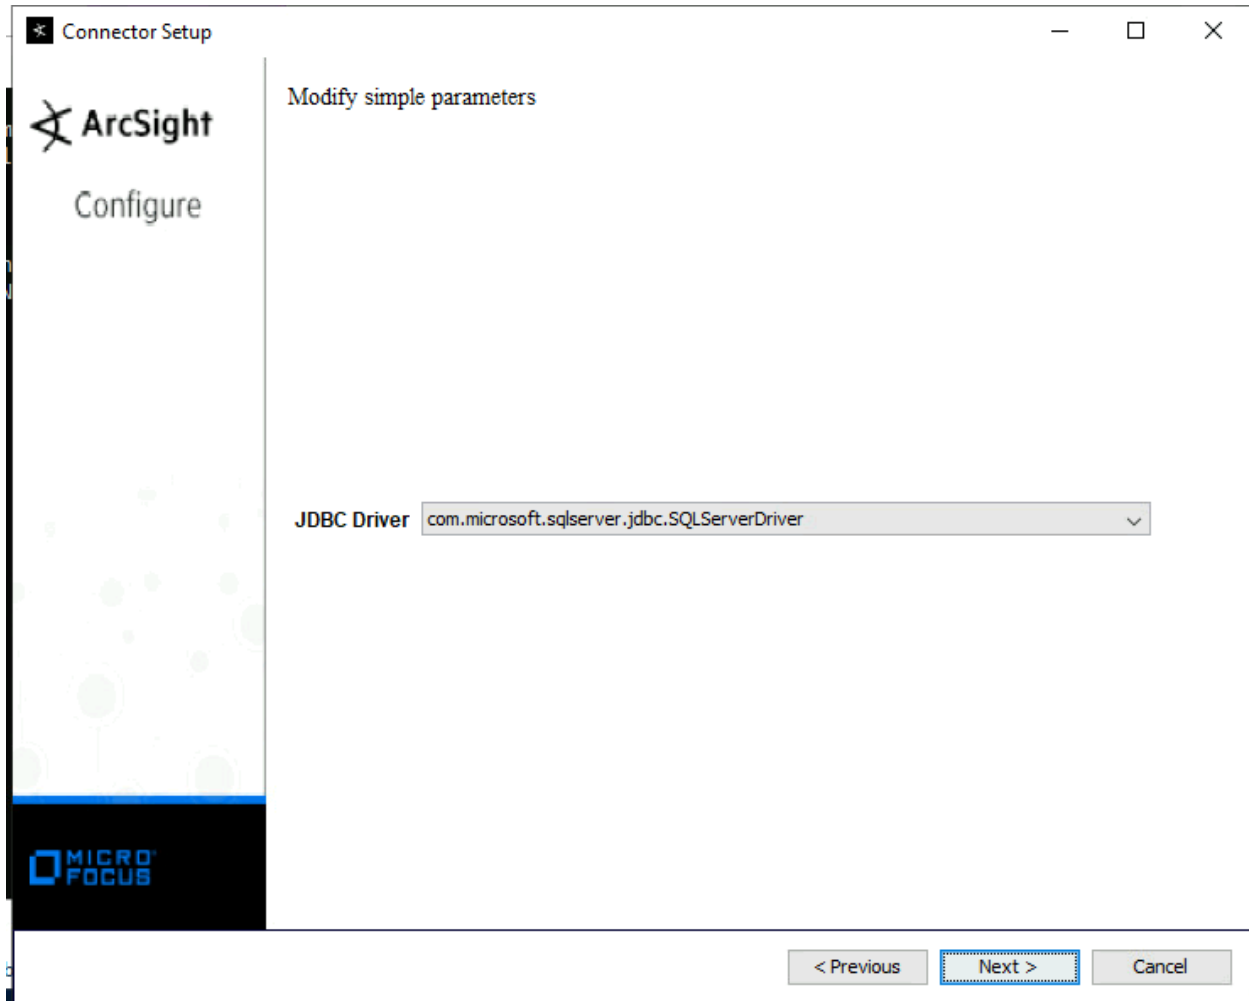 Connector Setup
ArcSight
Configure
Modify simple parameters
JDBC Driver com.microsoft.sqlserver.jdbc.SQLServerDriver
MICRO
FOCUS
< Previous Next > Cancel